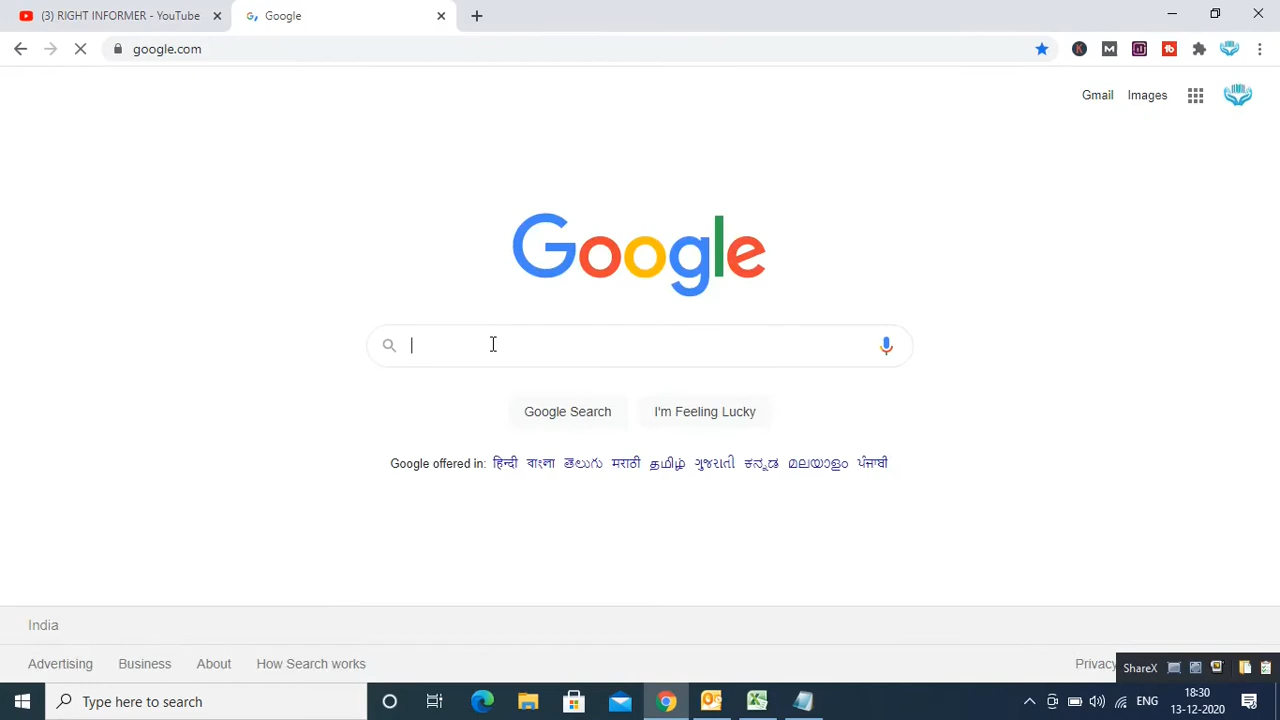 (3) RIGHT INFORMER - YouTube
Google
google.com
Gmail Images
Google
Google Search I'm Feeling Lucky
Google offered in: हिन्दी বাংলা తెలుగు मराठी தமிழ் ગુજરાતી ಕನ್ನಡ മലയാളം ਪੰਜਾਬੀ
India
Advertising Business About How Search works Privacy
ShareX
Type here to search
ENG
18:30
13-12-2020